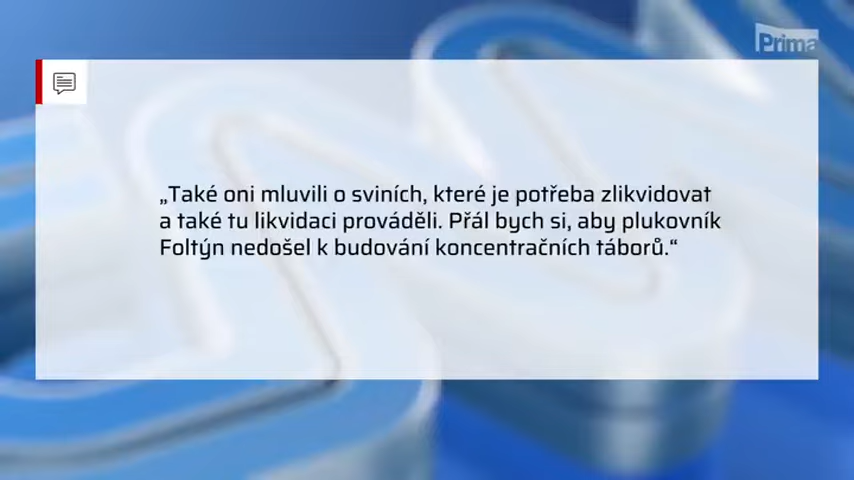 Prima
„Také oni mluvili o sviních, které je potřeba zlikvidovat
a také tu likvidaci prováděli. Přál bych si, aby plukovník
Foltýn nedošel k budování koncentračních táborů.“